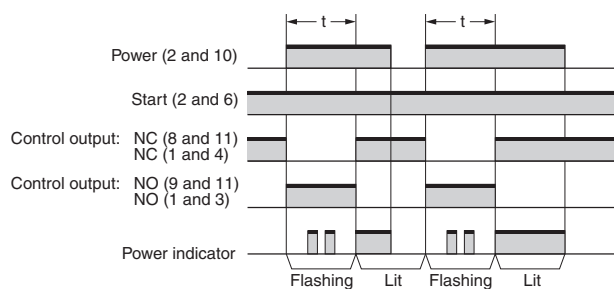 t
t
Power (2 and 10)
Start (2 and 6)
Control output: NC (8 and 11)
NC (1 and 4)
Control output: NO (9 and 11)
NO (1 and 3)
Power indicator
Flashing Lit Flashing Lit